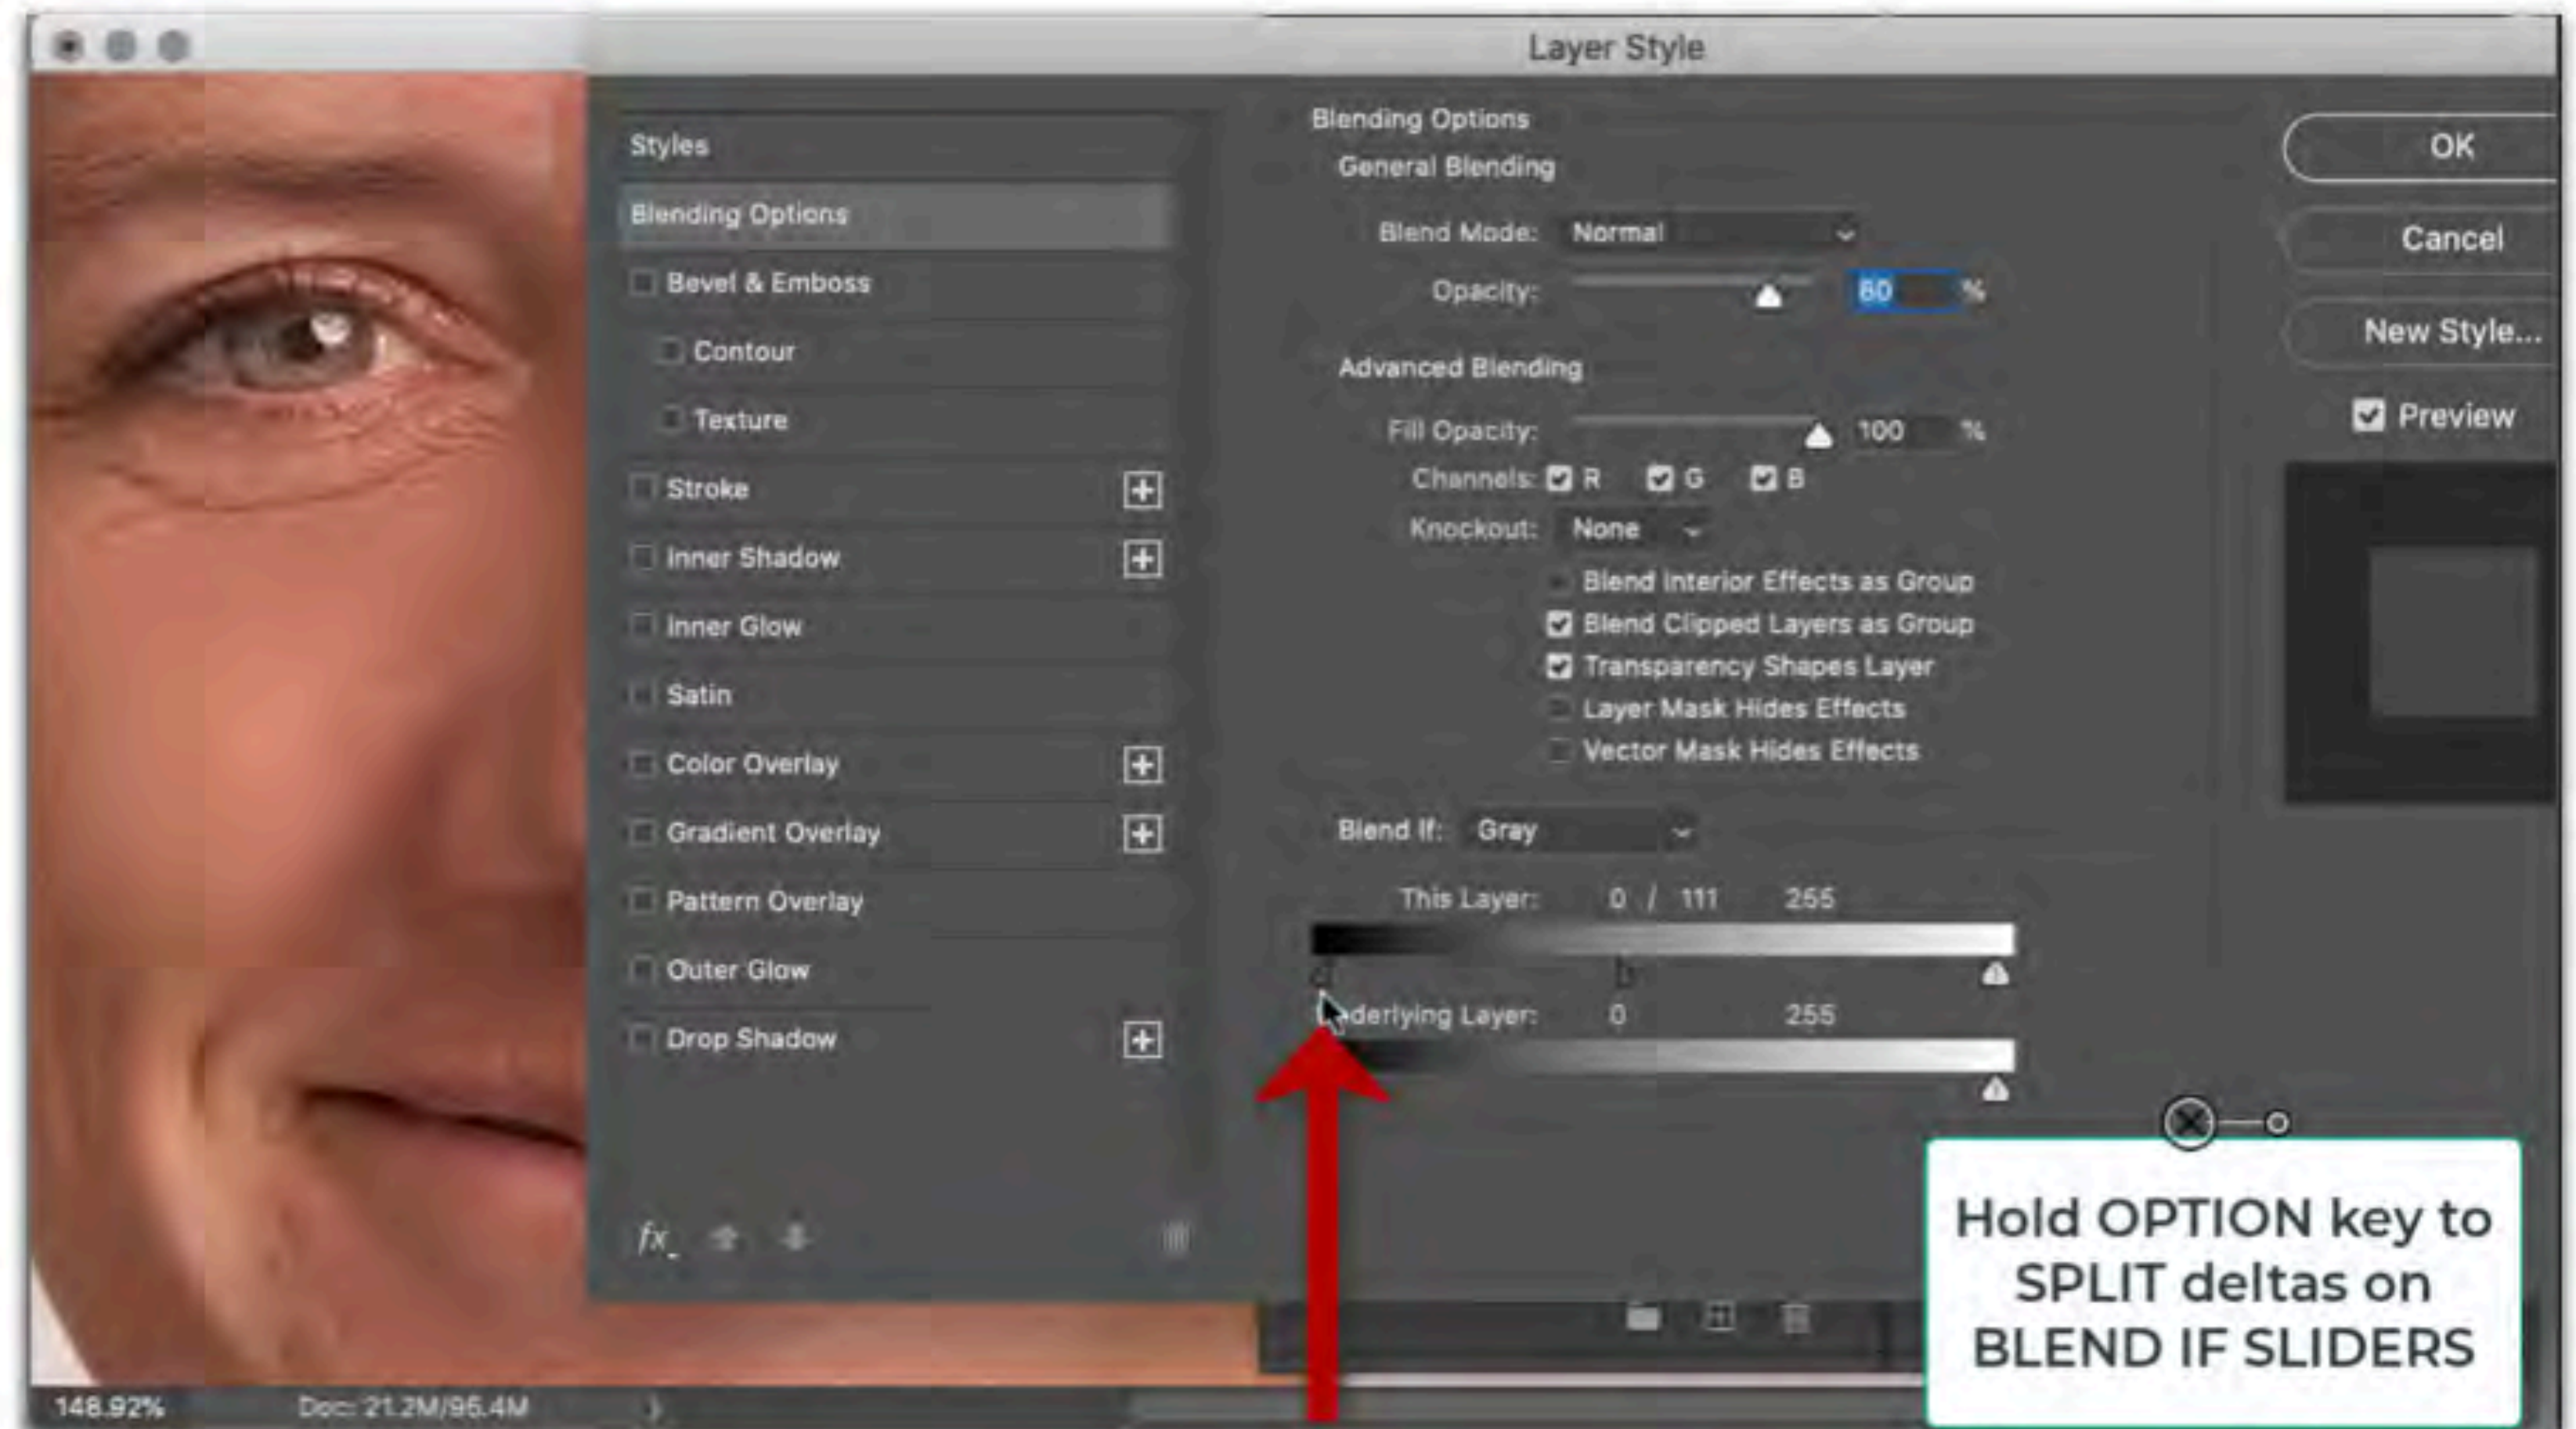 Layer Style
Styles
Blending Options
Bevel & Emboss
Contour
Texture
Stroke
Inner Shadow
Inner Glow
Satin
Color Overlay
Gradient Overlay
Pattern Overlay
Outer Glow
Drop Shadow
fx
Blending Options
General Blending
Blend Mode: Normal
Opacity: 80 %
Advanced Blending
Fill Opacity: 100 %
Channels: R G B
Knockout: None
Blend Interior Effects as Group
Blend Clipped Layers as Group
Transparency Shapes Layer
Layer Mask Hides Effects
Vector Mask Hides Effects
Blend If: Gray
This Layer: 0 / 111 255
derlying Layer: 0 255
OK
Cancel
New Style...
Preview
Hold OPTION key to
SPLIT deltas on
BLEND IF SLIDERS
148.92% Doc: 21.2M/95.4M